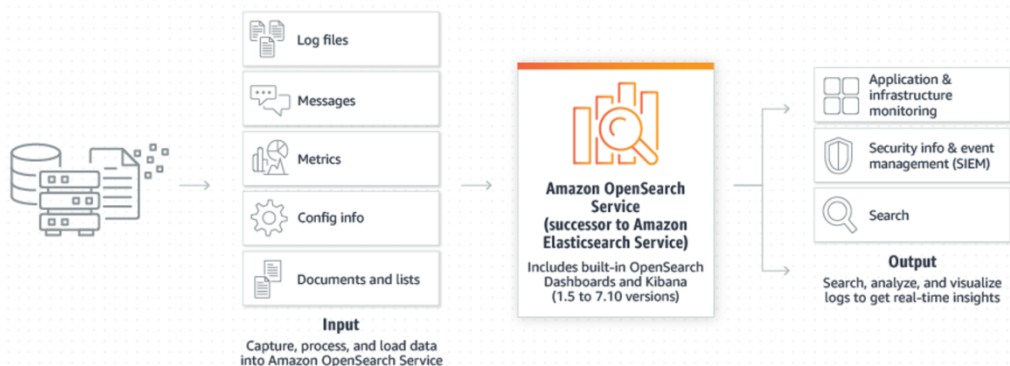 Log files
Messages
Metrics
Config info
Documents and lists
Input
Capture, process, and load data
into Amazon OpenSearch Service
Amazon OpenSearch
Service
(successor to Amazon
Elasticsearch Service)
Includes built-in OpenSearch
Dashboards and Kibana
(1.5 to 7.10 versions)
Application &
infrastructure
monitoring
Security info & event
management (SIEM)
Search
Output
Search, analyze, and visualize
logs to get real-time insights